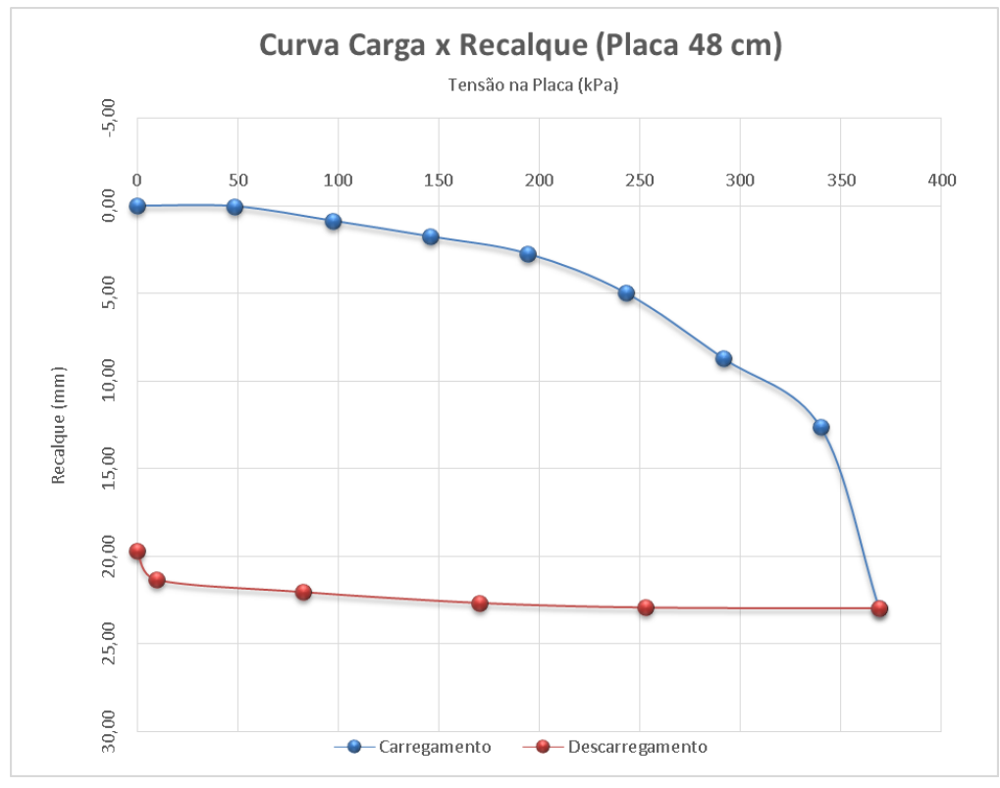 Curva Carga x Recalque (Placa 48 cm)
Tensão na Placa (kPa)
-5,00
0 50 100 150 200 250 300 350 400
0,00
5,00
10,00
15,00
20,00
25,00
30,00
Recalque (mm)
Carregamento Descarregamento